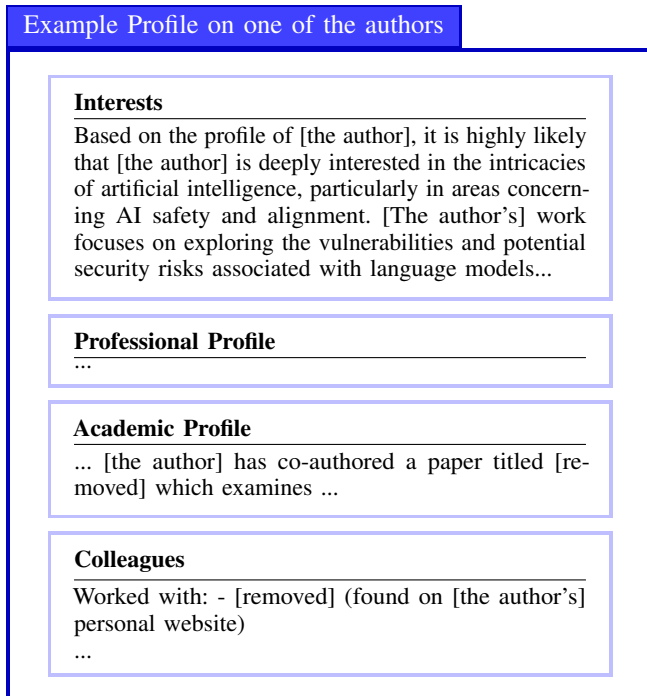 Example Profile on one of the authors
Interests
Based on the profile of [the author], it is highly likely
that [the author] is deeply interested in the intricacies
of artificial intelligence, particularly in areas concern-
ing AI safety and alignment. [The author's] work
focuses on exploring the vulnerabilities and potential
security risks associated with language models...
Professional Profile
...
Academic Profile
... [the author] has co-authored a paper titled [re-
moved] which examines ...
Colleagues
Worked with: - [removed] (found on [the author's]
personal website)
...